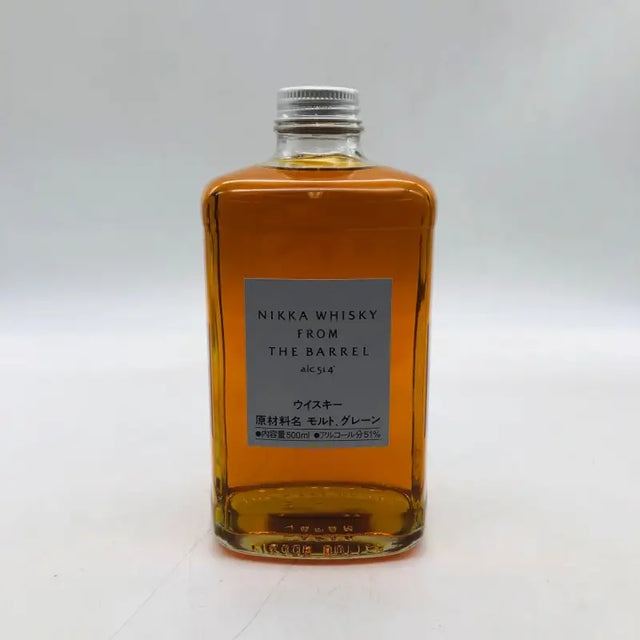 NIKKA WHISKY
FROM
THE BARREL
alc.51.4°
ウイスキー
原材料名 モルト、グレーン
●内容量500ml ●アルコール分51%